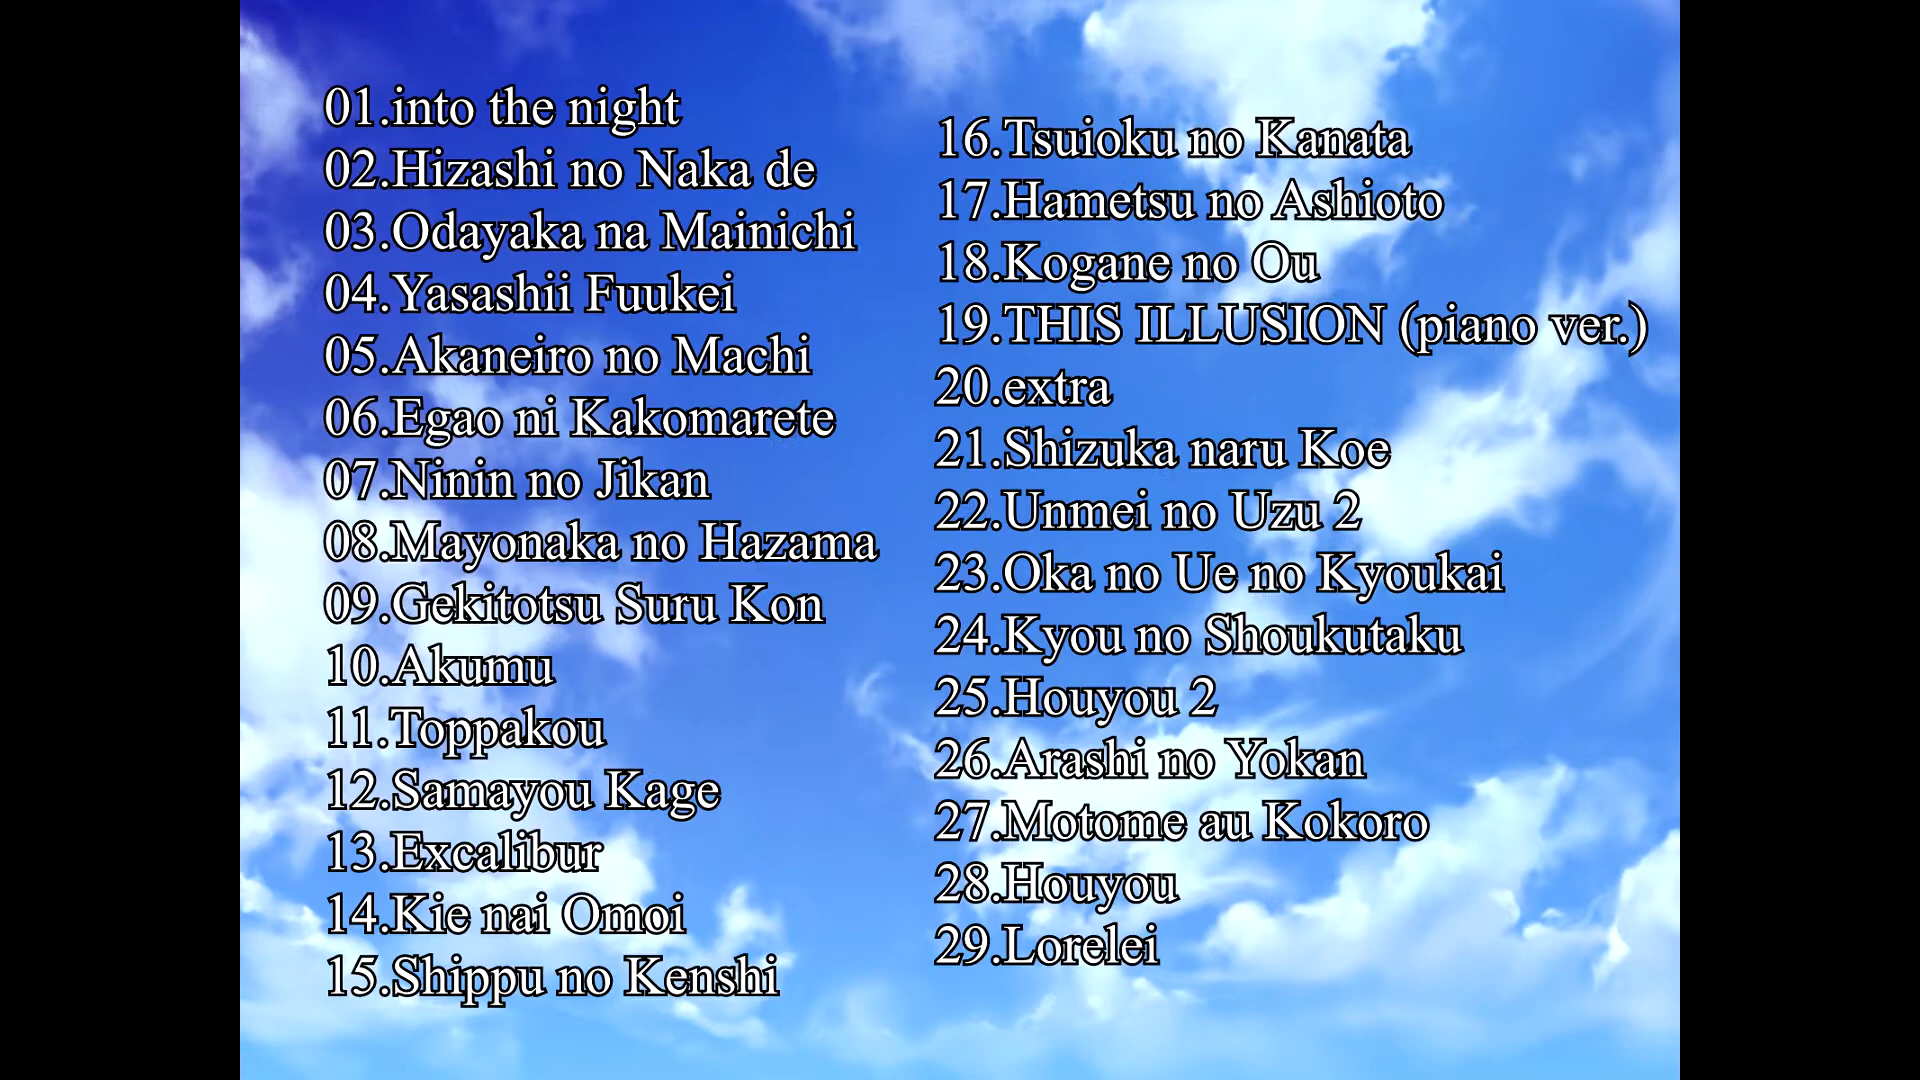 01.into the night
02.Hizashi no Naka de
03.Odayaka na Mainichi
04.Yasashii Fuukei
05.Akaneiro no Machi
06.Egao ni Kakomarete
07.Ninin no Jikan
08.Mayonaka no Hazama
09.Gekitotsu Suru Kon
10.Akumu
11.Toppakou
12.Samayou Kage
13.Excalibur
14.Kie nai Omoi
15.Shippu no Kenshi
16.Tsuioku no Kanata
17.Hametsu no Ashioto
18.Kogane no Ou
19.THIS ILLUSION (piano ver.)
20.extra
21.Shizuka naru Koe
22.Unmei no Uzu 2
23.Oka no Ue no Kyoukai
24.Kyou no Shoukutaku
25.Houyou 2
26.Arashi no Yokan
27.Motome au Kokoro
28.Houyou
29.Lorelei